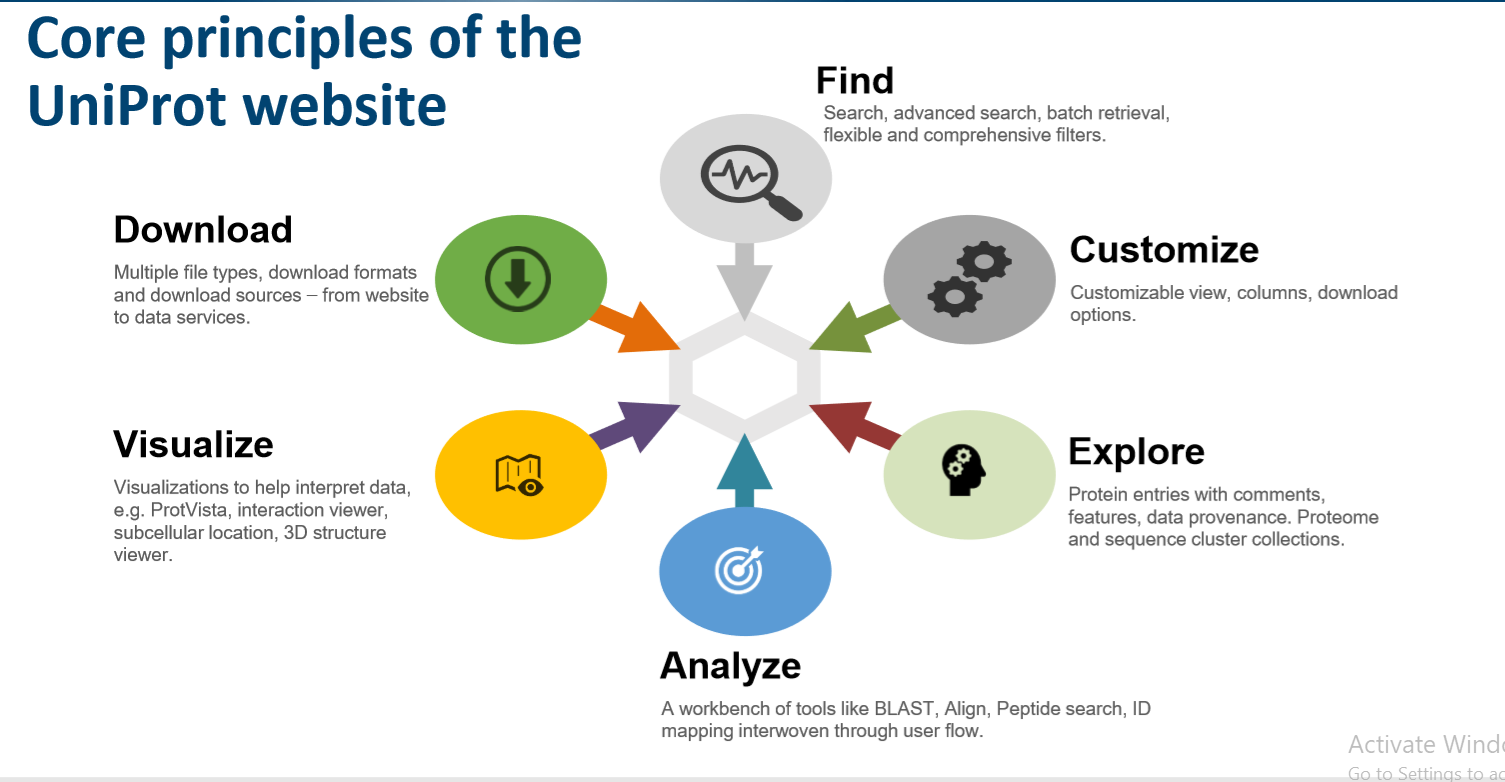 Core principles of the
UniProt website
Find
Search, advanced search, batch retrieval,
flexible and comprehensive filters.
Customize
Customizable view, columns, download
options.
Explore
Protein entries with comments,
features, data provenance. Proteome
and sequence cluster collections.
Analyze
A workbench of tools like BLAST, Align, Peptide search, ID
mapping interwoven through user flow.
Visualize
Visualizations to help interpret data,
e.g. ProtVista, interaction viewer,
subcellular location, 3D structure
viewer.
Download
Multiple file types, download formats
and download sources – from website
to data services.
Activate
Go to Settings to